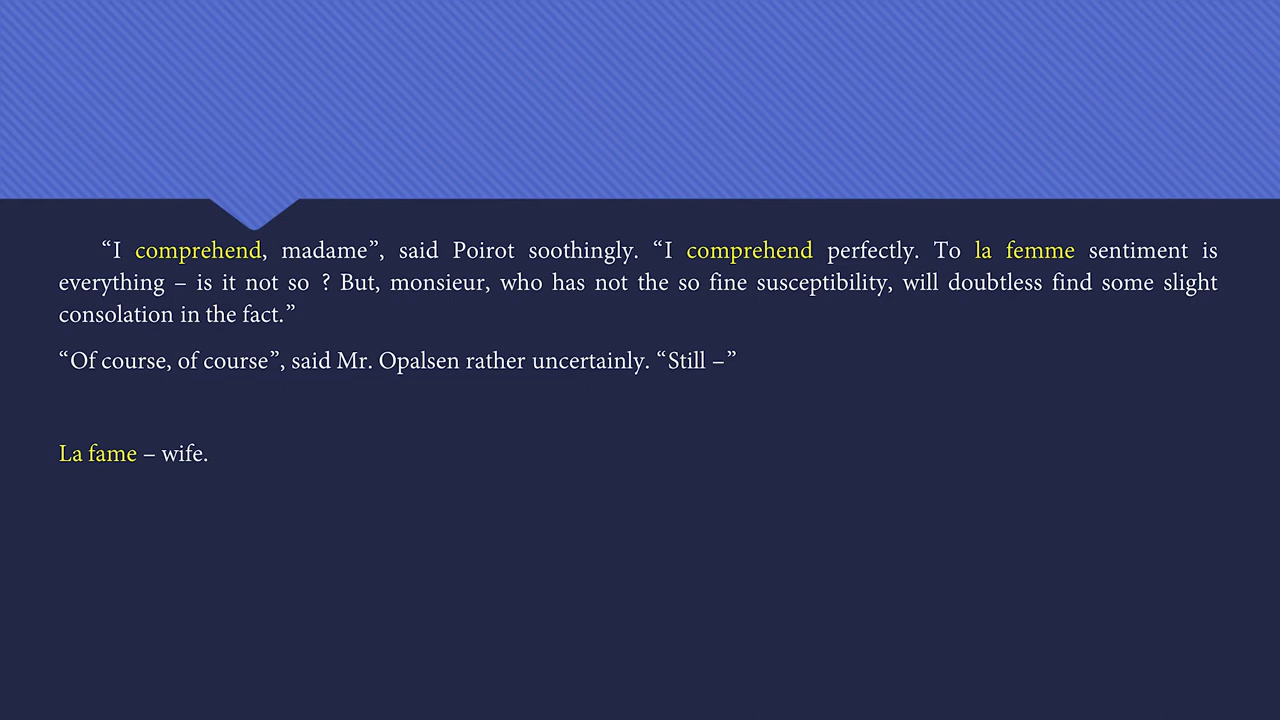 “I comprehend, madame”, said Poirot soothingly. “I comprehend perfectly. To la femme sentiment is
everything – is it not so ? But, monsieur, who has not the so fine susceptibility, will doubtless find some slight
consolation in the fact.”
“Of course, of course”, said Mr. Opalsen rather uncertainly. “Still –”
La fame – wife.